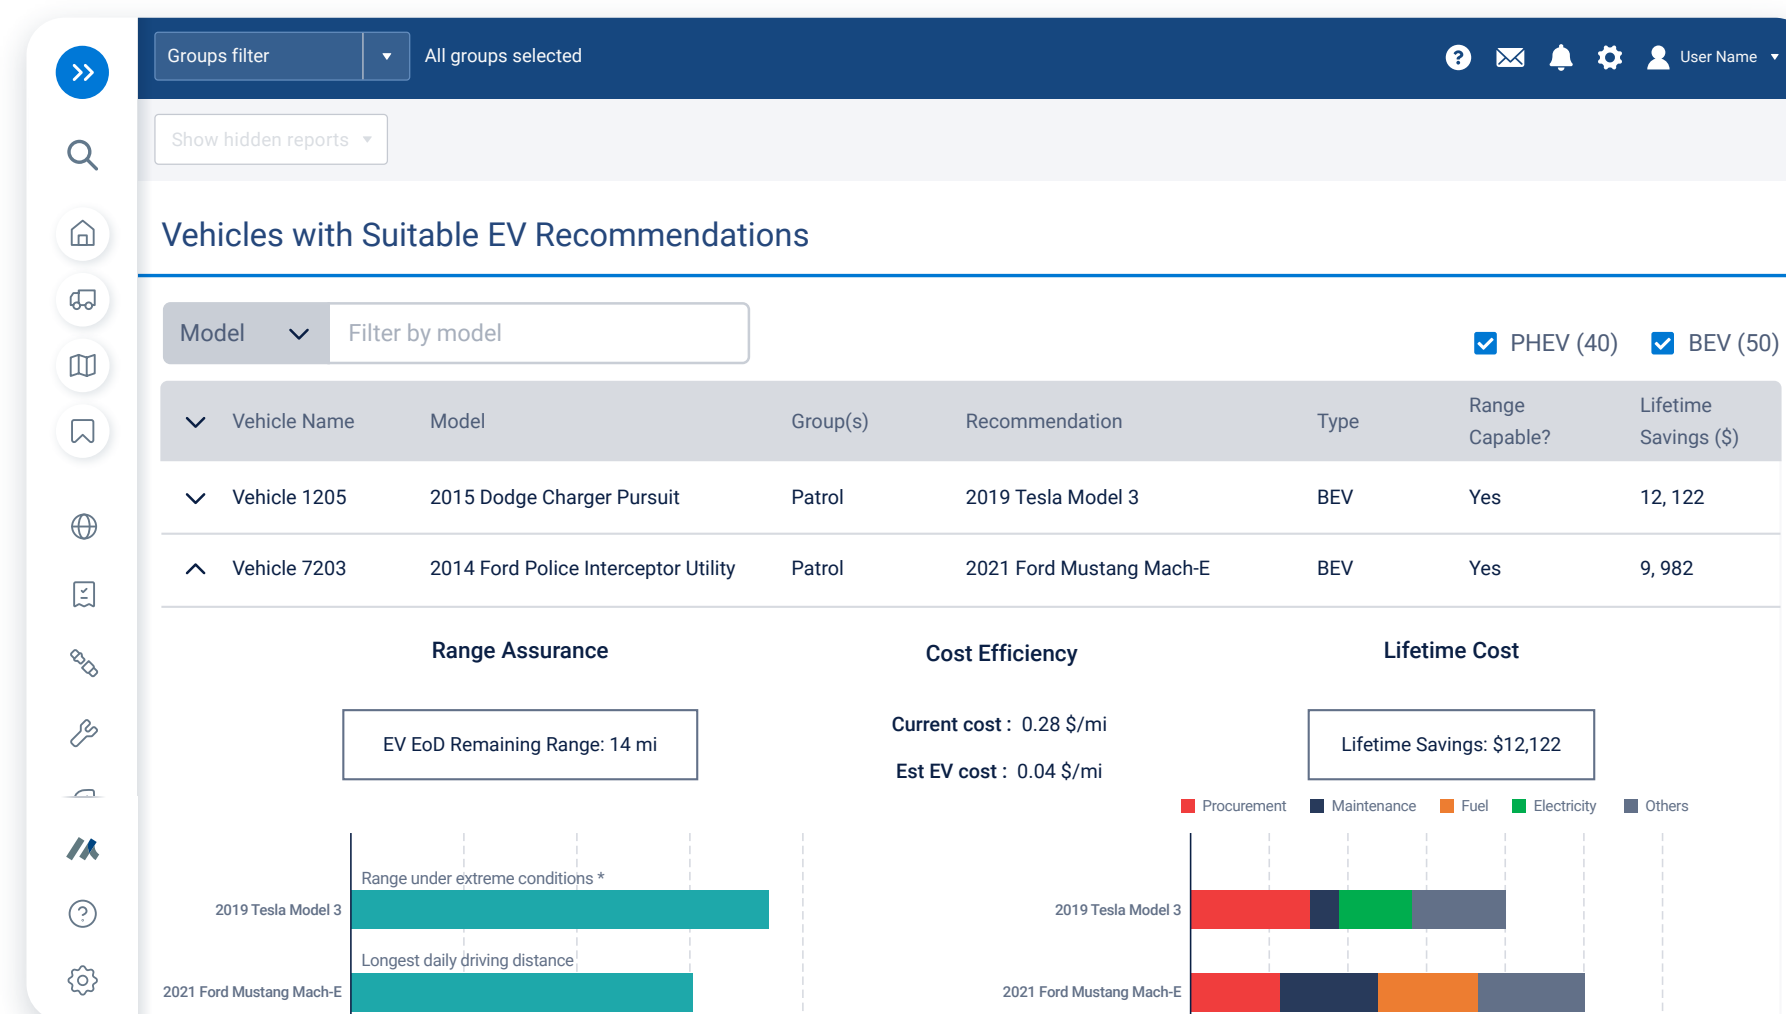 Groups filter
All groups selected
User Name
Show hidden reports
Vehicles with Suitable EV Recommendations
Model
Filter by model
PHEV (40)
BEV (50)
Vehicle Name
Model
Group(s)
Recommendation
Type
Range
Capable?
Lifetime
Savings ($)
Vehicle 1205
2015 Dodge Charger Pursuit
Patrol
2019 Tesla Model 3
BEV
Yes
12, 122
Vehicle 7203
2014 Ford Police Interceptor Utility
Patrol
2021 Ford Mustang Mach-E
BEV
Yes
9, 982
Range Assurance
EV EoD Remaining Range: 14 mi
Range under extreme conditions *
2019 Tesla Model 3
Longest daily driving distance
2021 Ford Mustang Mach-E
Cost Efficiency
Current cost : 0.28 $/mi
Est EV cost : 0.04 $/mi
Lifetime Cost
Lifetime Savings: $12,122
Procurement
Maintenance
Fuel
Electricity
Others
2019 Tesla Model 3
2021 Ford Mustang Mach-E